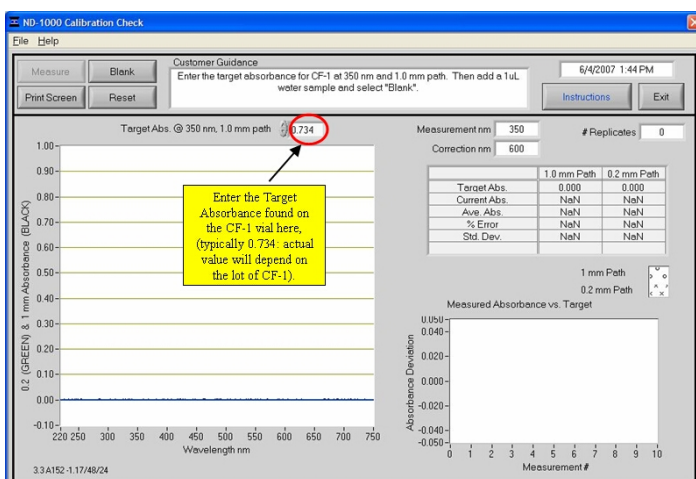 ND-1000 Calibration Check
File Help
Measure Blank
Print Screen Reset
Customer Guidance
Enter the target absorbance for CF-1 at 350 nm and 1.0 mm path. Then add a 1uL
water sample and select "Blank".
6/4/2007 1:44 PM
Instructions Exit
Target Abs. @ 350 nm, 1.0 mm path 0.734
Measurement nm 350
# Replicates 0
Correction nm 600
1.0 mm Path 0.2 mm Path
Target Abs. 0.000 0.000
Current Abs. NaN NaN
Ave. Abs. NaN NaN
% Error NaN NaN
Std. Dev. NaN NaN
Enter the Target
Absorbance found on
the CF-1 vial here,
(typically 0.734: actual
value will depend on
the lot of CF-1).
0.2 (GREEN) & 1 mm Absorbance (BLACK)
1.00
0.90
0.80
0.70
0.60
0.50
0.40
0.30
0.20
0.10
0.00
-0.10
220 250 300 350 400 450 500 550 600 650 700 750
Wavelength nm
1 mm Path
0.2 mm Path
Measured Absorbance vs. Target
Absorbance Deviation
0.050
0.040
0.020
0.000
-0.020
-0.040
-0.050
0 1 2 3 4 5 6 7 8 9 10
Measurement #
3.3 A152 -1.17/48/24